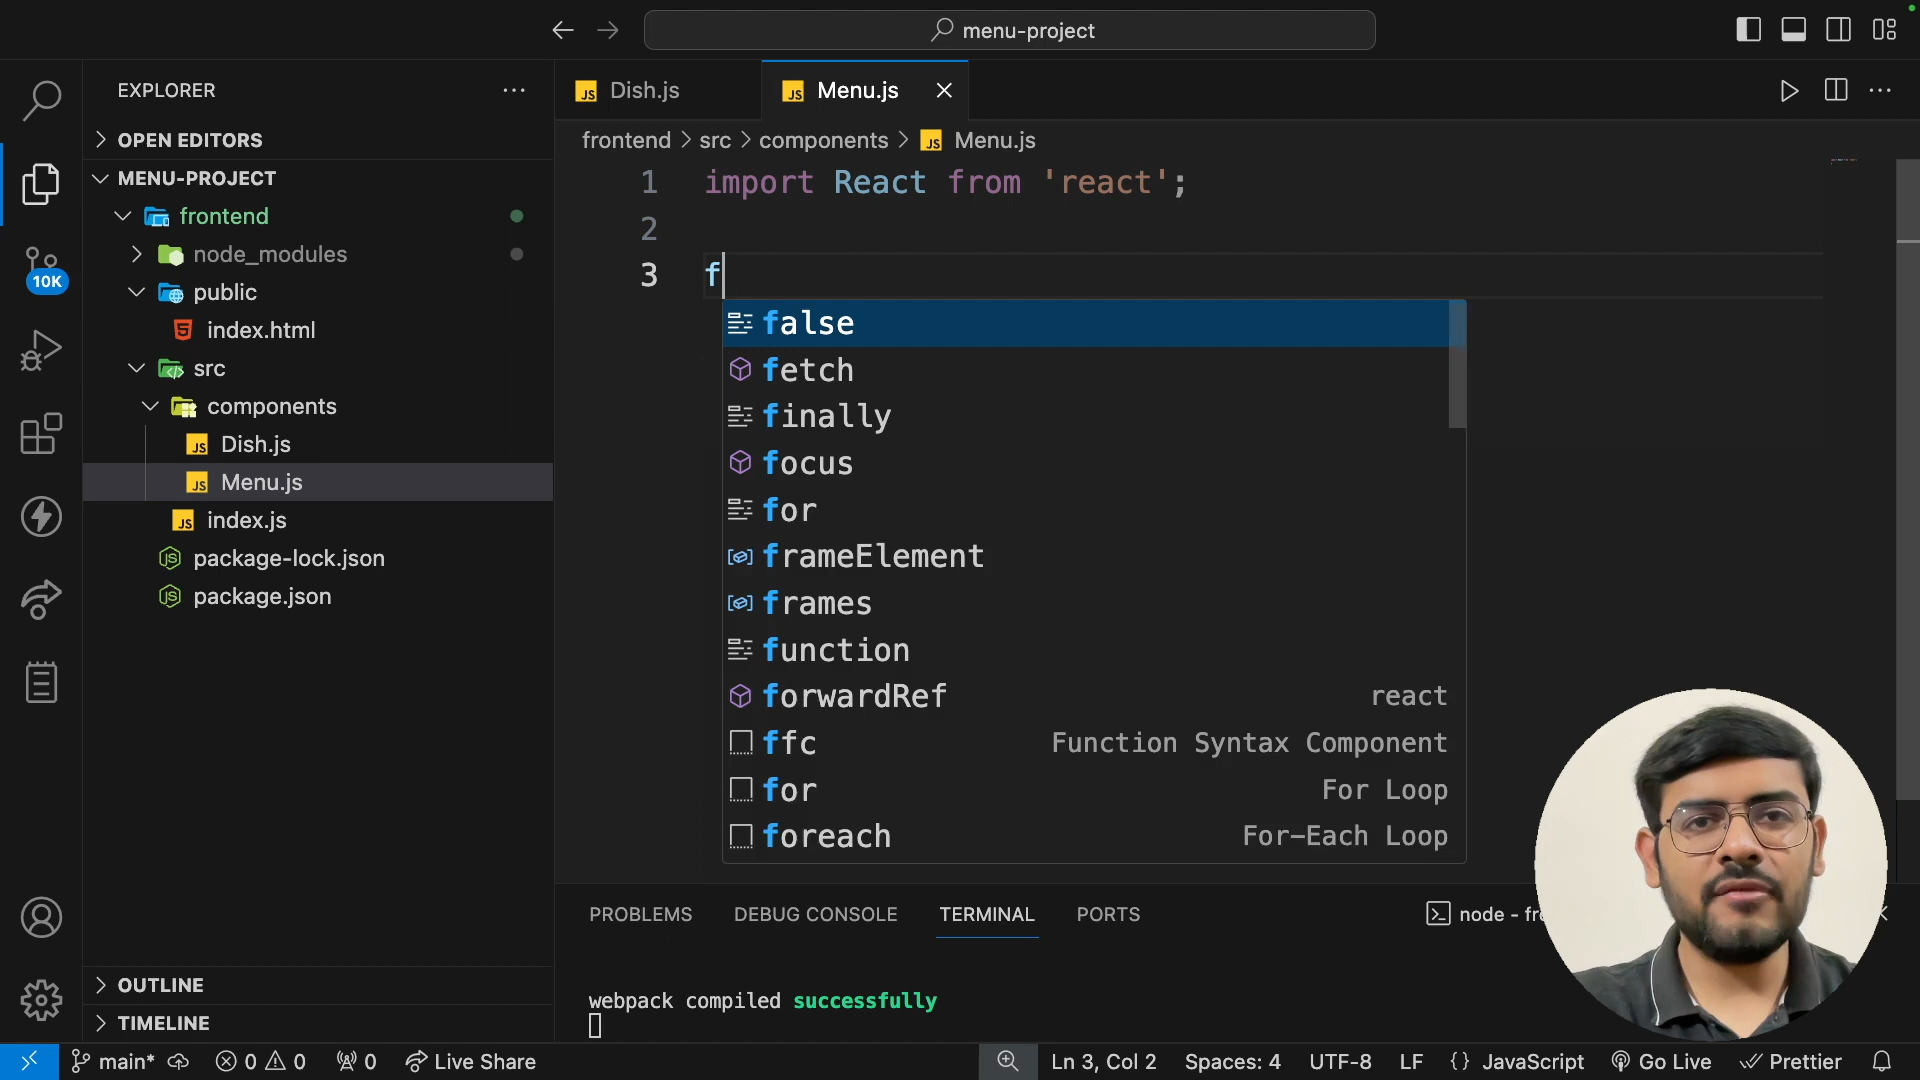 menu-project
EXPLORER
OPEN EDITORS
MENU-PROJECT
frontend
node_modules
public
index.html
src
components
Dish.js
Menu.js
index.js
package-lock.json
package.json
OUTLINE
TIMELINE
10K
Dish.js
Menu.js
frontend > src > components > JS Menu.js
1 import React from 'react';
2
3 f
false
fetch
finally
focus
for
frameElement
frames
function
forwardRef react
ffc Function Syntax Component
for For Loop
foreach For-Each Loop
PROBLEMS DEBUG CONSOLE TERMINAL PORTS
node - fr
webpack compiled successfully
main* 0 0 0 Live Share Ln 3, Col 2 Spaces: 4 UTF-8 LF {} JavaScript Go Live Prettier